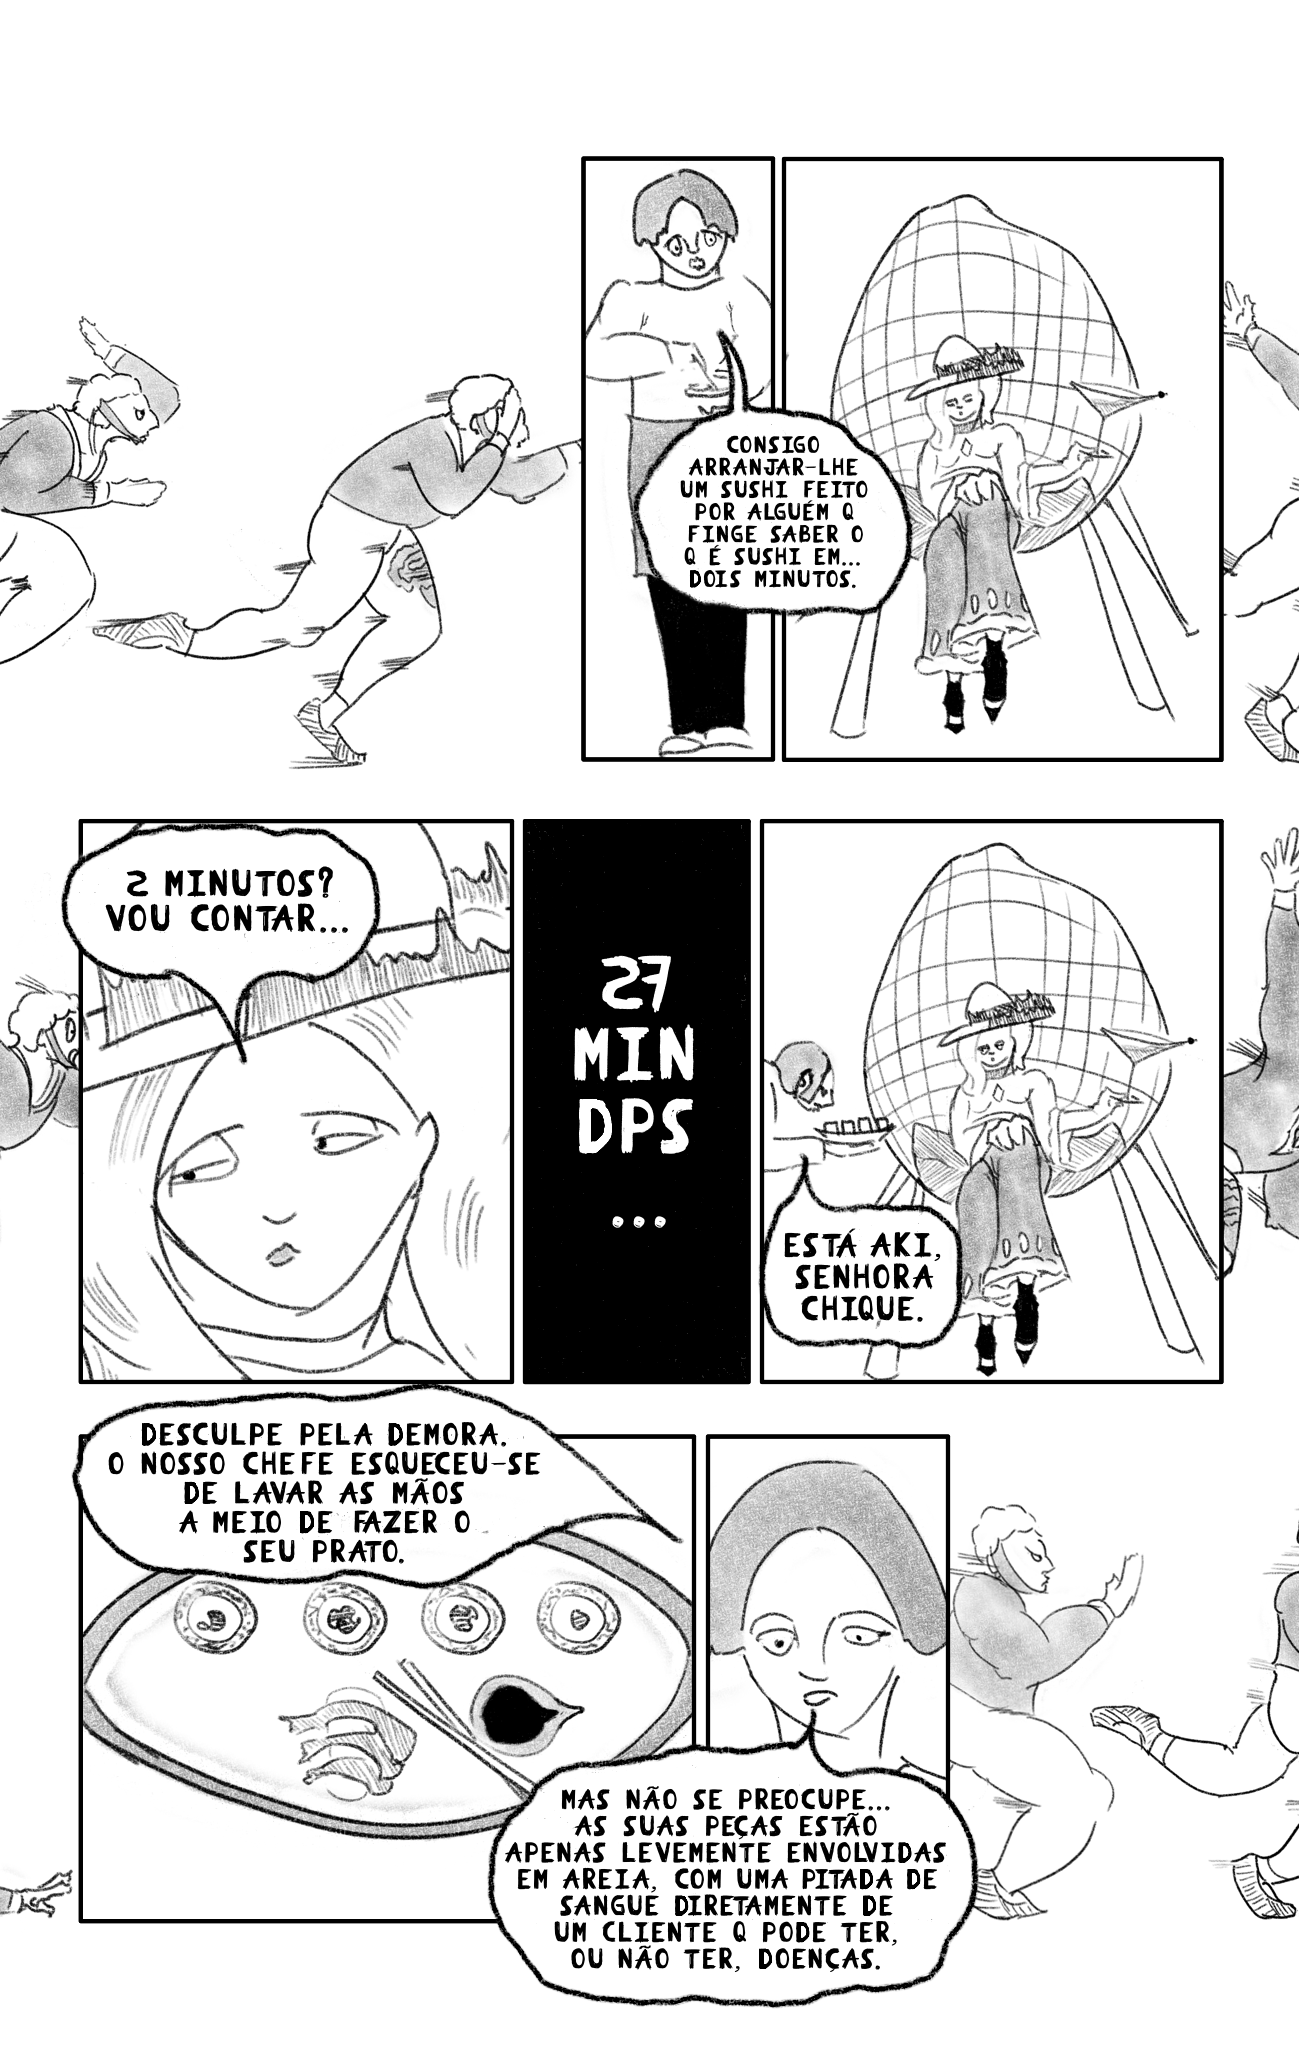 CONSIGO
ARRANJAR-LHE
UM SUSHI FEITO
POR ALGUÉM Q
FINGE SABER O
Q É SUSHI EM...
DOIS MINUTOS.
2 MINUTOS?
VOU CONTAR...
27
MIN
DPS
...
ESTÁ AKI,
SENHORA
CHIQUE.
DESCULPE PELA DEMORA.
O NOSSO CHEFE ESQUECEU-SE
DE LAVAR AS MÃOS
A MEIO DE FAZER O
SEU PRATO.
MAS NÃO SE PREOCUPE...
AS SUAS PEÇAS ESTÃO
APENAS LEVEMENTE ENVOLVIDAS
EM AREIA, COM UMA PITADA DE
SANGUE DIRETAMENTE DE
UM CLIENTE Q PODE TER,
OU NÃO TER, DOENÇAS.